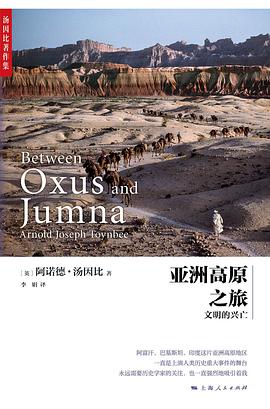 汤因比著作集
Between
Oxus and
Jumna
Arnold Joseph Toynbee
[英] 阿诺德·汤因比 著
李娟 译
亚洲高原
之旅
文明的兴亡
阿富汗、巴基斯坦、印度这片亚洲高原地区
一直是上演人类历史重大事件的舞台
永远需要历史学家的关注,也一直强烈地吸引着我
上海人民出版社